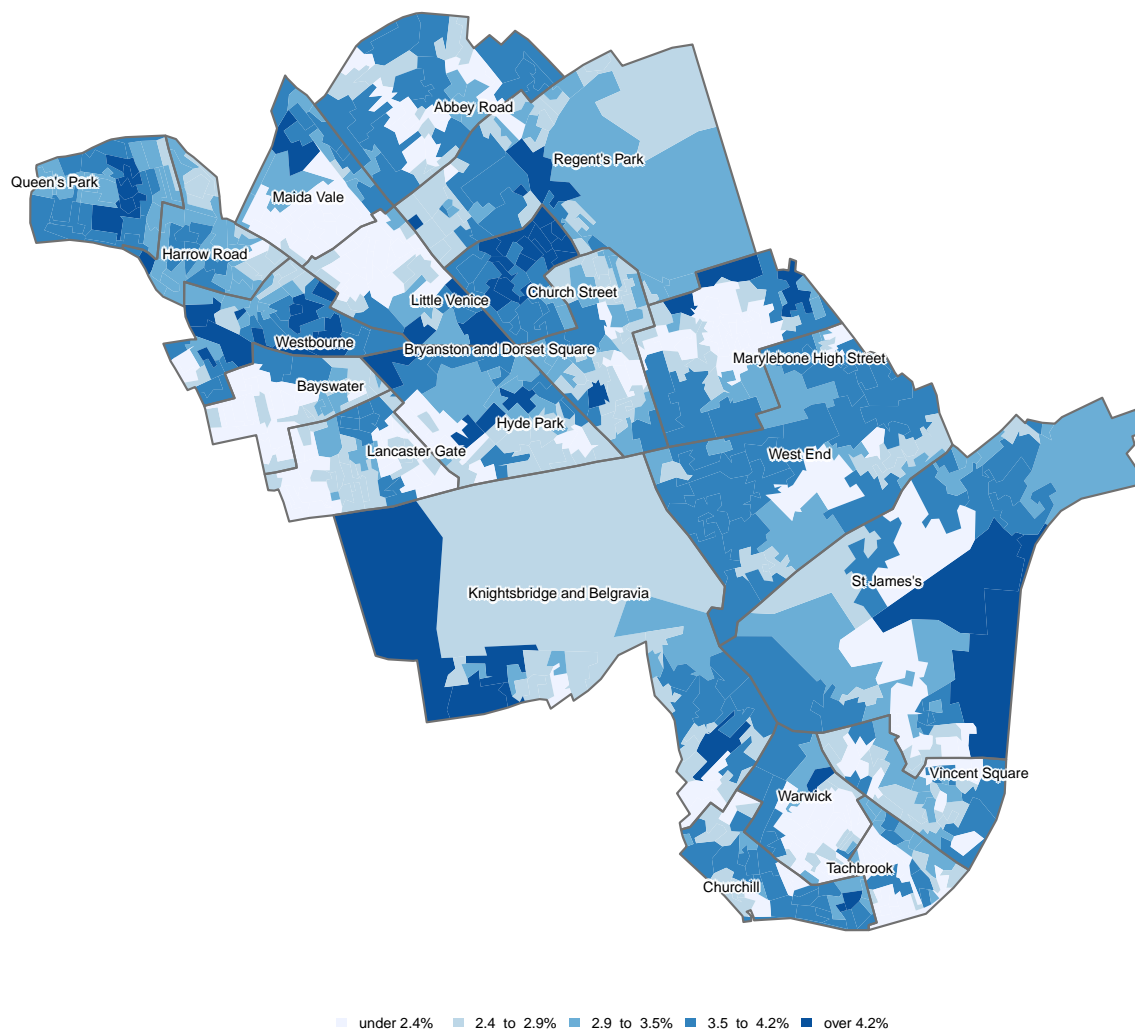 Abbey Road
Regent's Park
Queen's Park
Maida Vale
Harrow Road
Church Street
Little Venice
Westbourne
Bryanston and Dorset Square
Marylebone High Street
Bayswater
Hyde Park
Lancaster Gate
West End
St James's
Knightsbridge and Belgravia
Vincent Square
Warwick
Tachbrook
Churchill
under 2.4% 2.4 to 2.9% 2.9 to 3.5% 3.5 to 4.2% over 4.2%